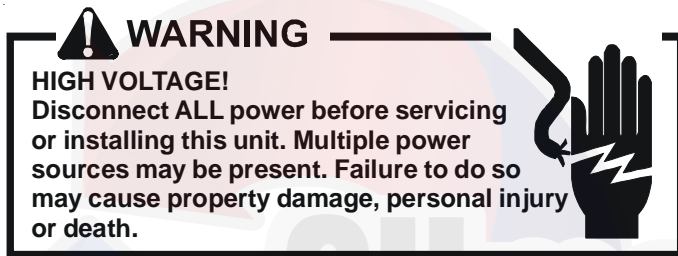 WARNING
HIGH VOLTAGE!
Disconnect ALL power before servicing
or installing this unit. Multiple power
sources may be present. Failure to do so
may cause property damage, personal injury
or death.